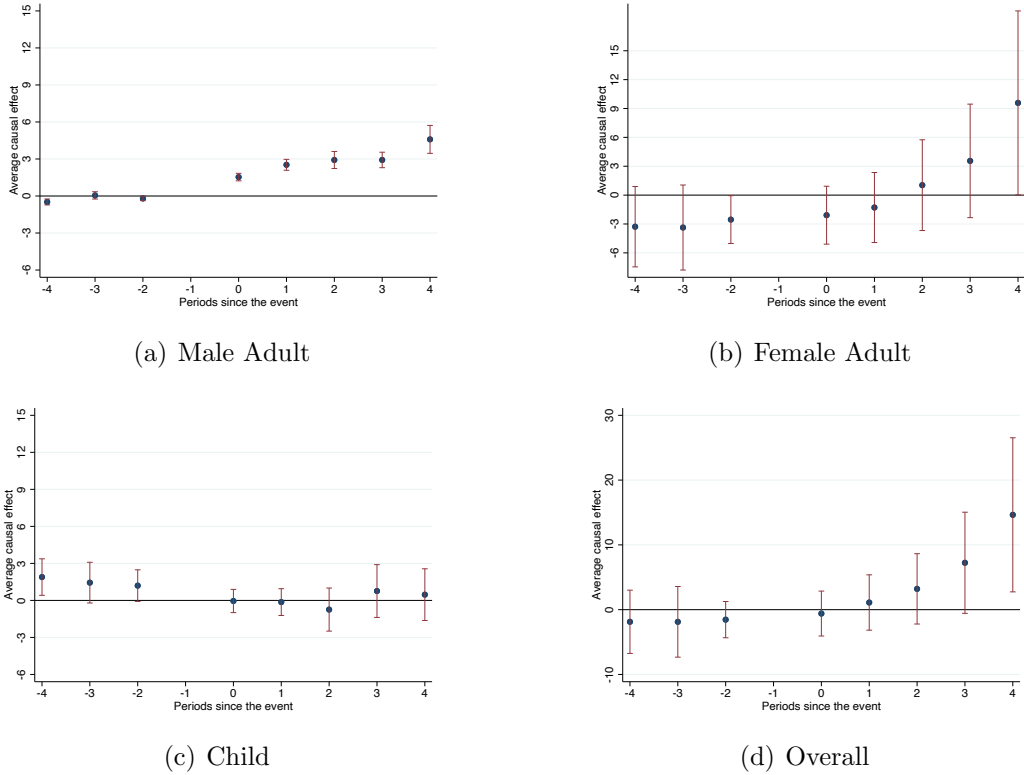 15
12
9
6
3
0
-3
-6
Average causal effect
-4 -3 -2 -1 0 1 2 3 4
Periods since the event
(a) Male Adult
15
12
9
6
3
0
-3
-6
Average causal effect
-4 -3 -2 -1 0 1 2 3 4
Periods since the event
(b) Female Adult
15
12
9
6
3
0
-3
-6
Average causal effect
-4 -3 -2 -1 0 1 2 3 4
Periods since the event
(c) Child
30
20
10
0
-10
Average causal effect
-4 -3 -2 -1 0 1 2 3 4
Periods since the event
(d) Overall